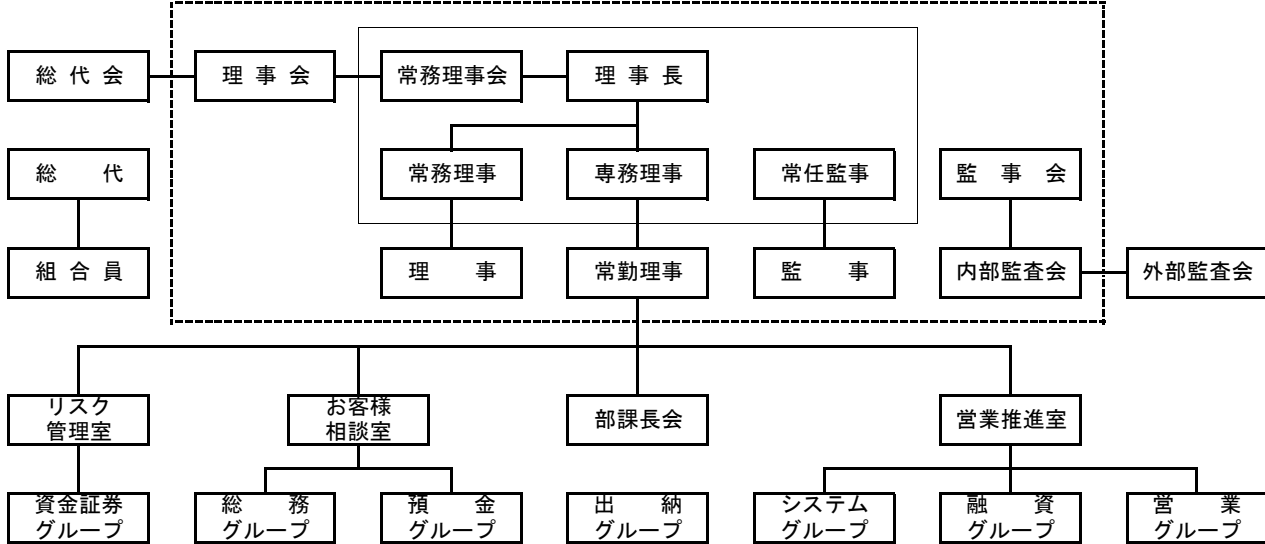 総代会
理事会
常務理事会
理事長
総　代
常務理事
専務理事
常任監事
監　事　会
組合員
理　事
常勤理事
監　事
内部監査会
外部監査会
リスク
管理室
お客様
相談室
部課長会
営業推進室
資金証券
グループ
総　務
グループ
預　金
グループ
出　納
グループ
システム
グループ
融　資
グループ
営　業
グループ